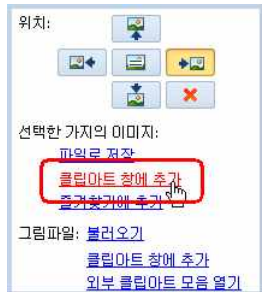 위치:
선택한 가지의 이미지:
파일로 저장
클립아트 창에 추가
즐겨찾기에 추가
그림파일: 불러오기
클립아트 창에 추가
외부 클립아트 모음 열기